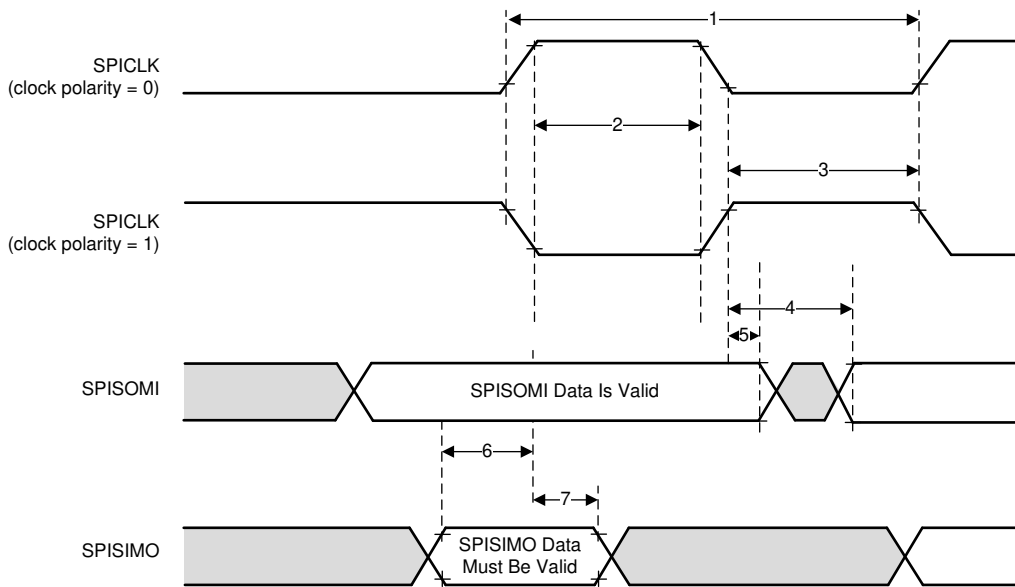 1
SPICLK
(clock polarity = 0)
2
3
SPICLK
(clock polarity = 1)
4
5
SPISOMI
SPISOMI Data Is Valid
6
7
SPISIMO
SPISIMO Data
Must Be Valid